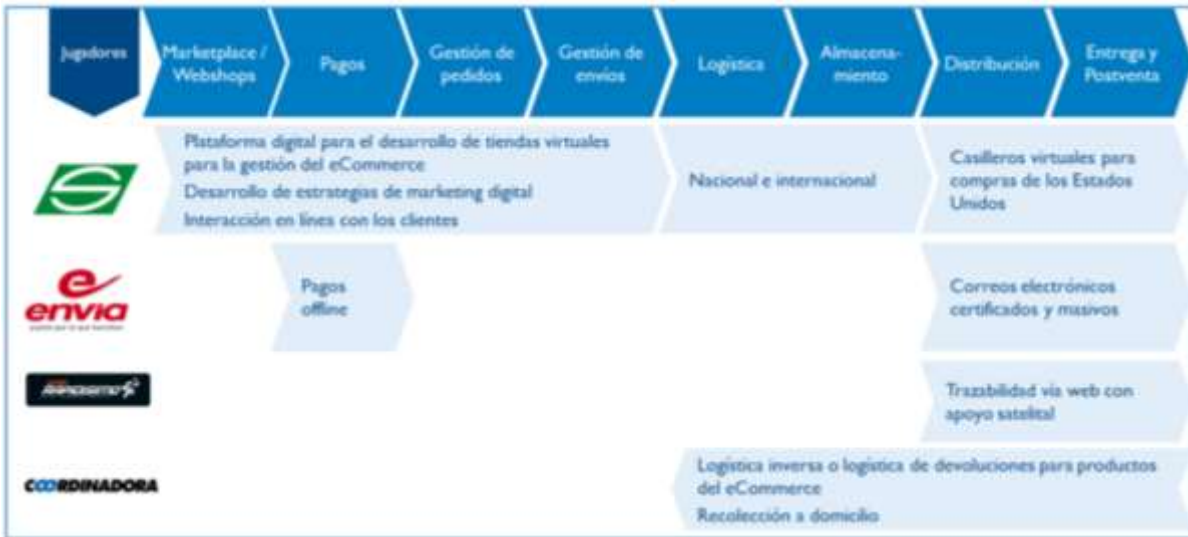 Jugadores
Marketplace /
Webshops
Pagos
Gestión de
pedidos
Gestión de
envíos
Logística
Almacena-
miento
Distribución
Entrega y
Postventa
Plataforma digital para el desarrollo de tiendas virtuales
para la gestión del eCommerce
Desarrollo de estrategias de marketing digital
Interacción en línea con los clientes
Nacional e internacional
Casilleros virtuales para
compras de los Estados
Unidos
envia
Pagos
offline
Correos electrónicos
certificados y masivos
Trazabilidad vía web con
apoyo satelital
COORDINADORA
Logística inversa o logística de devoluciones para productos
del eCommerce
Recolección a domicilio